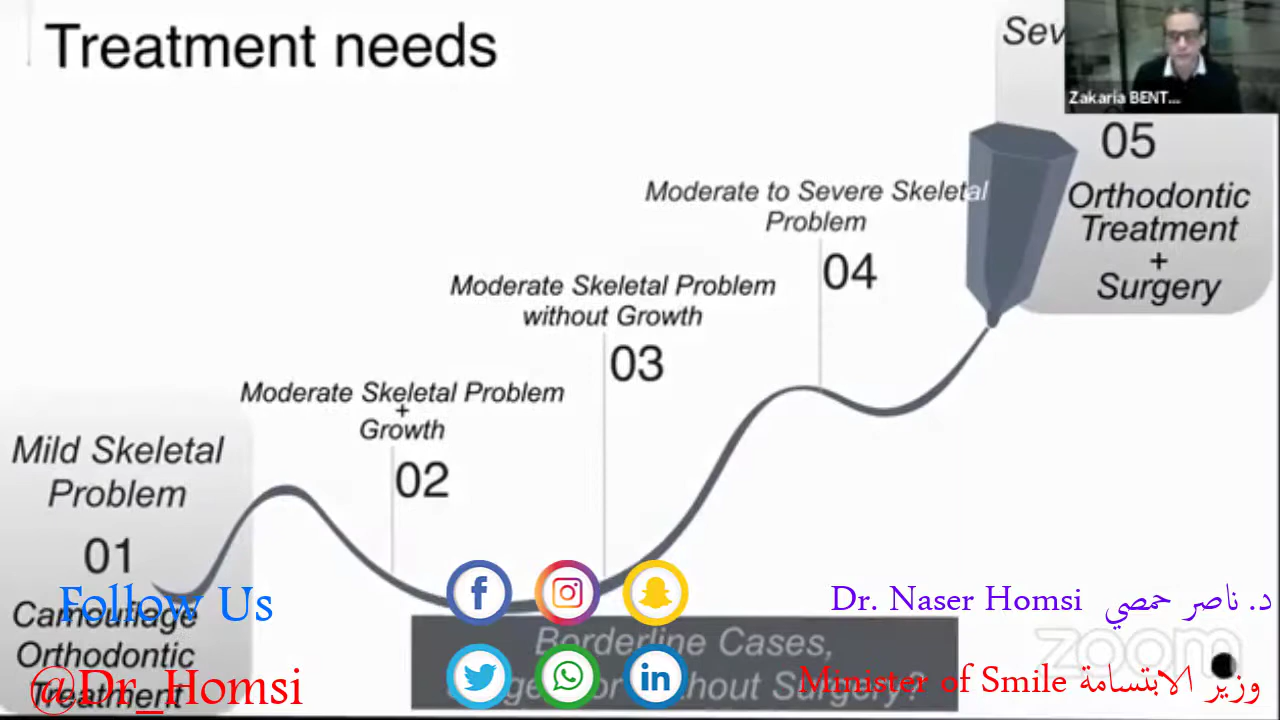 Treatment needs
Zakaria BENT...
05
Orthodontic
Treatment
+
Surgery
Moderate to Severe Skeletal
Problem
04
Moderate Skeletal Problem
without Growth
03
Moderate Skeletal Problem
+
Growth
02
Mild Skeletal
Problem
01
Camouflage
Orthodontic
Treatment
Borderline Cases,
Follow Us
@Dr_Homsi
Dr. Naser Homsi د. ناصر حمصي
zoom
Minister of Smile وزير الابتسامة